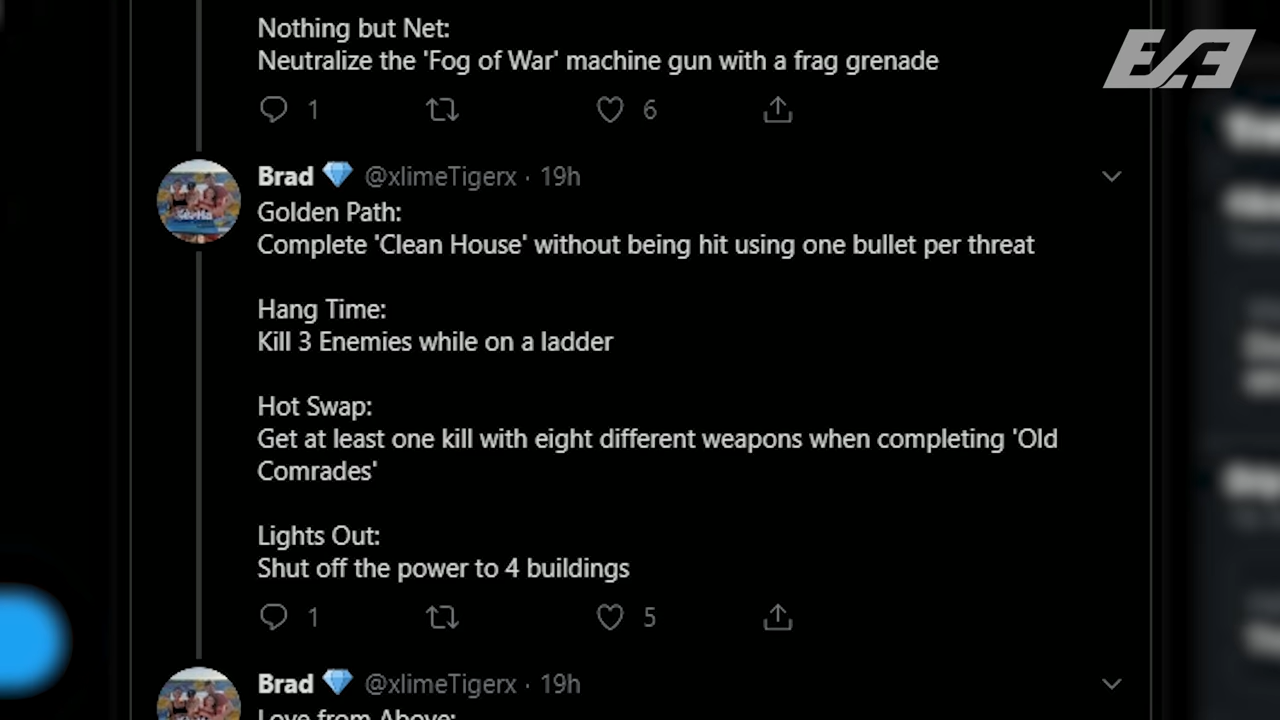 Nothing but Net:
Neutralize the 'Fog of War' machine gun with a frag grenade
1 6
Brad 💎 @xlimeTigerx · 19h
Golden Path:
Complete 'Clean House' without being hit using one bullet per threat
Hang Time:
Kill 3 Enemies while on a ladder
Hot Swap:
Get at least one kill with eight different weapons when completing 'Old
Comrades'
Lights Out:
Shut off the power to 4 buildings
1 5
Brad 💎 @xlimeTigerx · 19h
Love from Above: